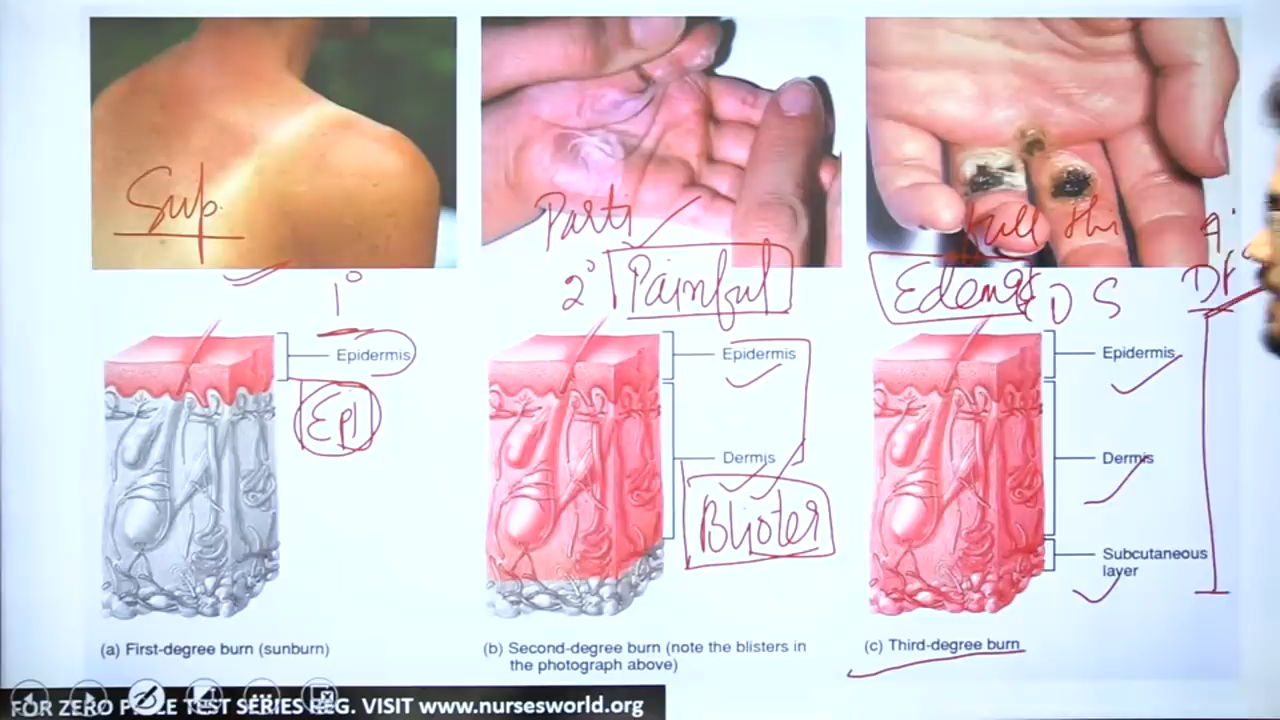 Sup.
1°
Epidermis
Epi
(a) First-degree burn (sunburn)
Parti
2° Painful
Epidermis
Dermis
Blister
(b) Second-degree burn (note the blisters in
the photograph above)
Full thi
Edema
D S
Epidermis
Dermis
Subcutaneous
layer
(c) Third-degree burn
TEST SERIES REG. VISIT www.nursesworld.org